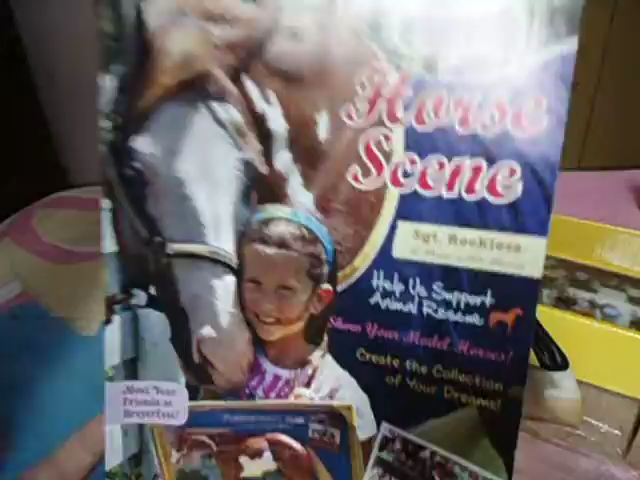 Horse
Scene
Sgt. Reckless
Help Us Support
Animal Rescue
Show Your Model Horses!
Create the Collection
of Your Dreams!
Meet Your
Friends at
BreyerFest!